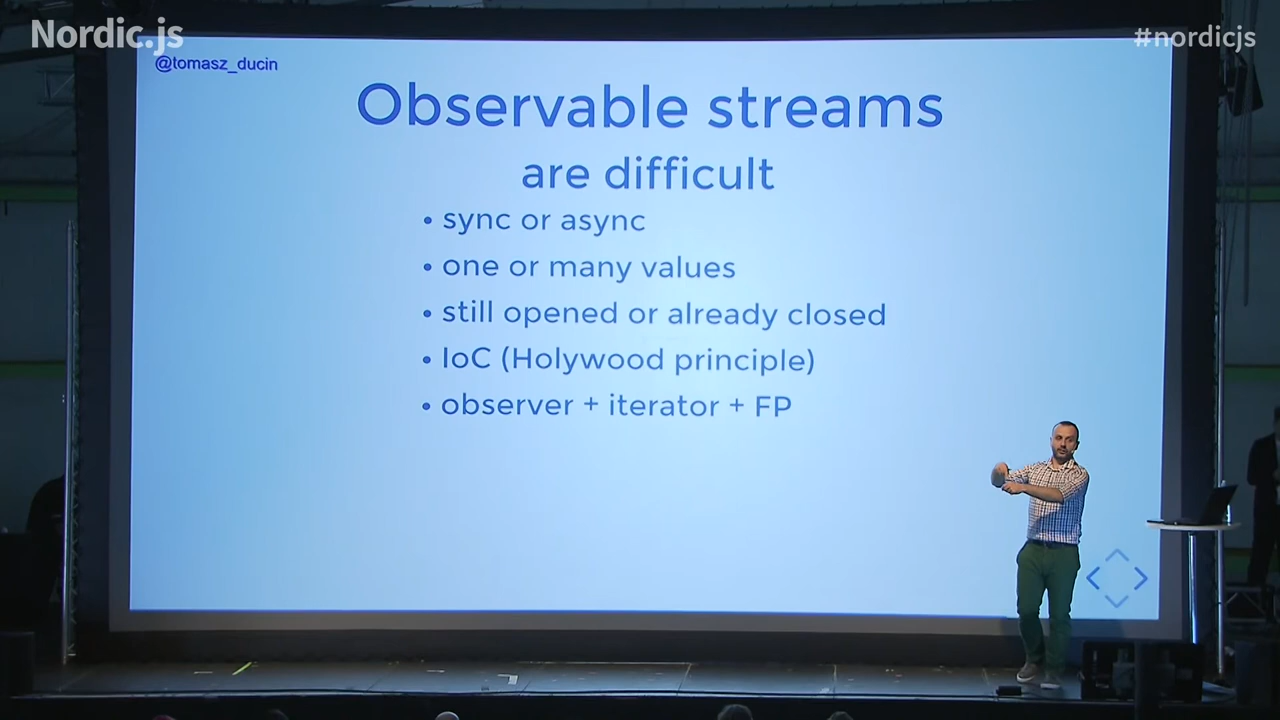 Nordic.js
#nordicjs
@tomasz_ducin
Observable streams
are difficult
• sync or async
• one or many values
• still opened or already closed
• IoC (Holywood principle)
• observer + iterator + FP